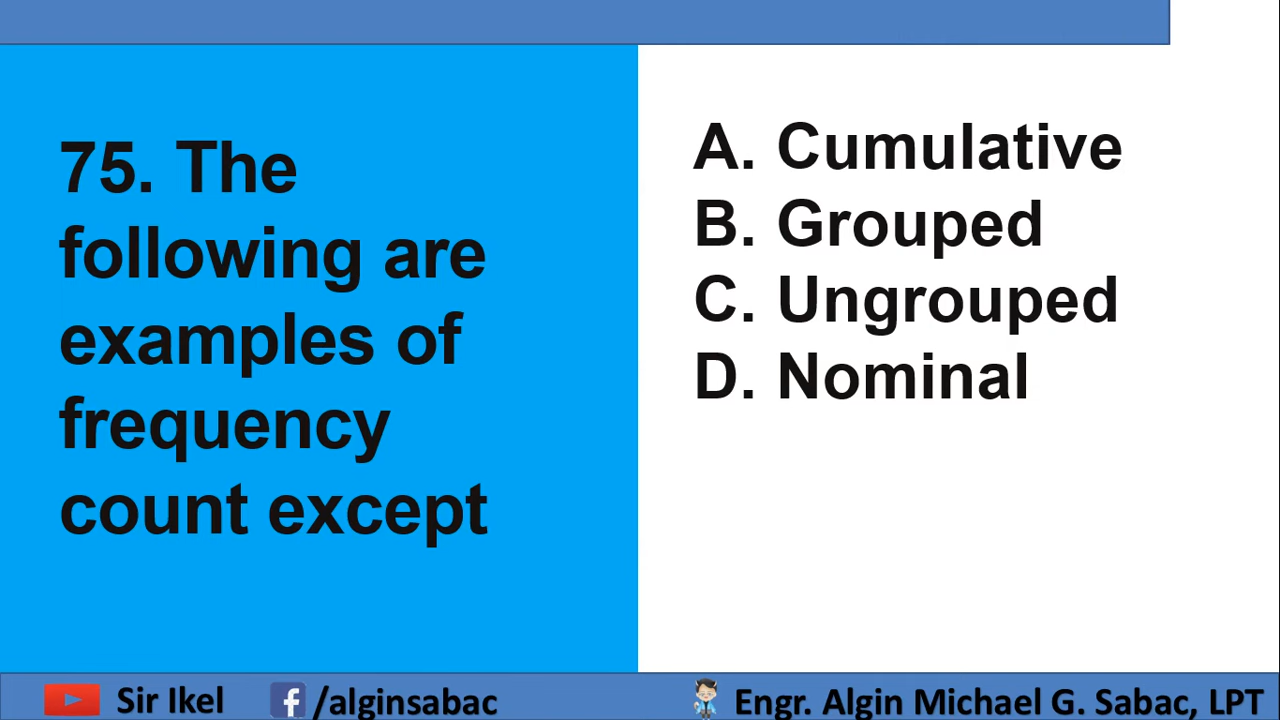 75. The
following are
examples of
frequency
count except
A. Cumulative
B. Grouped
C. Ungrouped
D. Nominal
Sir Ikel
/alginsabac
Engr. Algin Michael G. Sabac, LPT